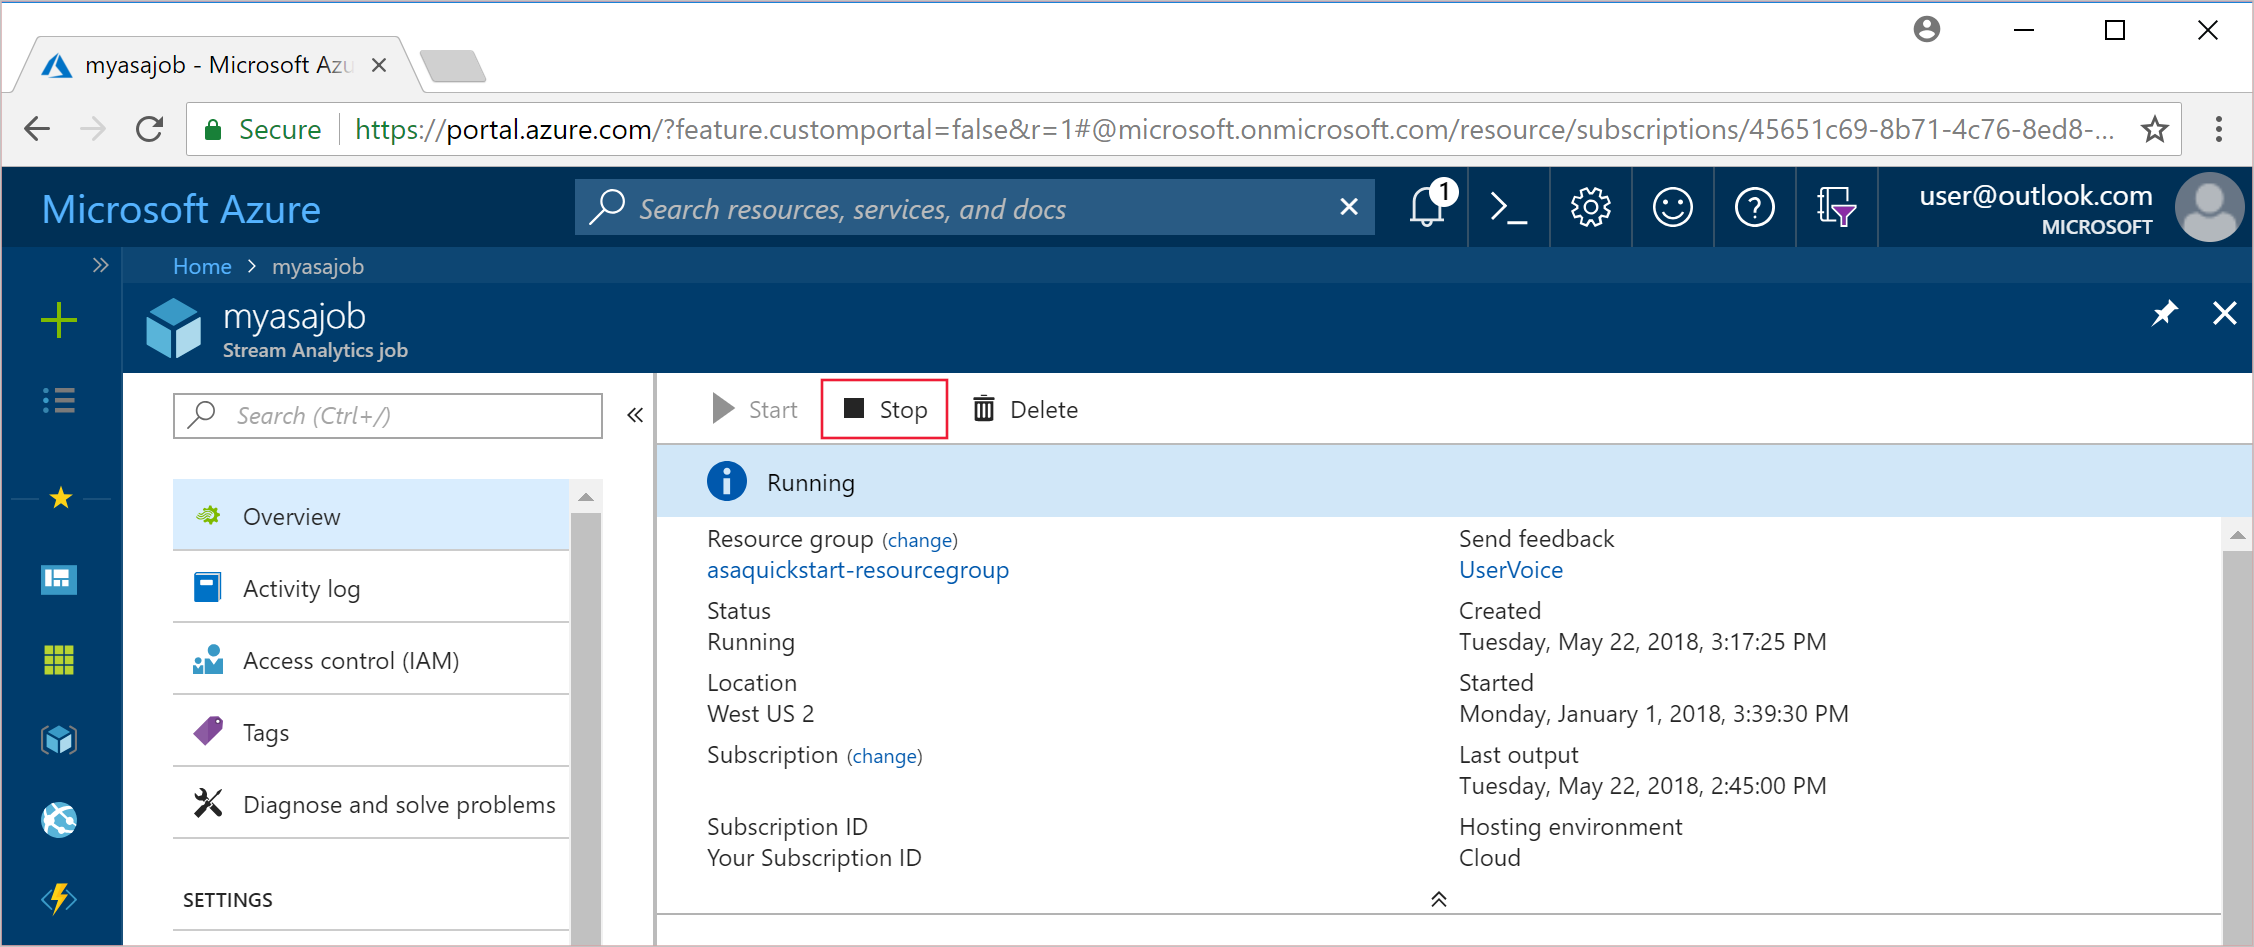 myasajob - Microsoft Azu
Secure
https://portal.azure.com/?feature.customportal=false&r=1#@microsoft.onmicrosoft.com/resource/subscriptions/45651c69-8b71-4c76-8ed8-...
Microsoft Azure
Search resources, services, and docs
1
user@outlook.com
MICROSOFT
Home > myasajob
myasajob
Stream Analytics job
Search (Ctrl+/)
Overview
Activity log
Access control (IAM)
Tags
Diagnose and solve problems
SETTINGS
Start
Stop
Delete
Running
Resource group (change)
asaquickstart-resourcegroup
Status
Running
Location
West US 2
Subscription (change)
Subscription ID
Your Subscription ID
Send feedback
UserVoice
Created
Tuesday, May 22, 2018, 3:17:25 PM
Started
Monday, January 1, 2018, 3:39:30 PM
Last output
Tuesday, May 22, 2018, 2:45:00 PM
Hosting environment
Cloud